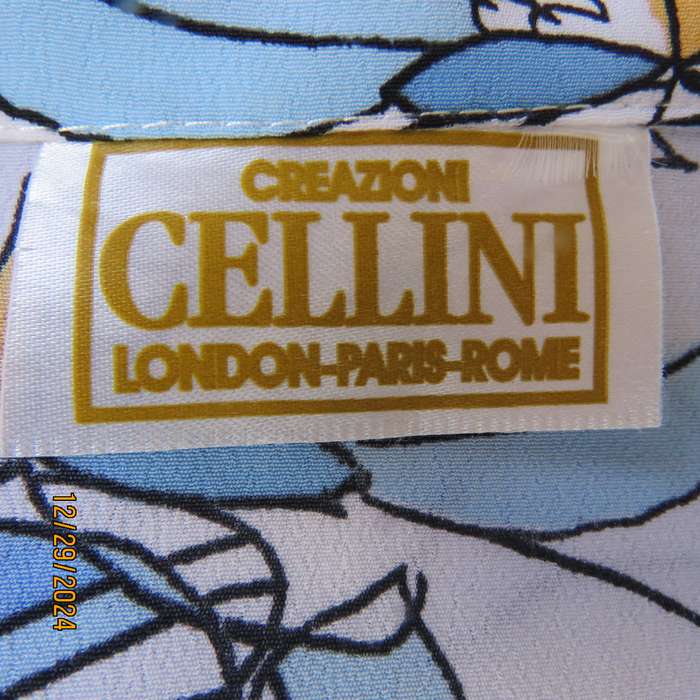 CREAZIONI
CELLINI
LONDON-PARIS-ROME
12/29/2024